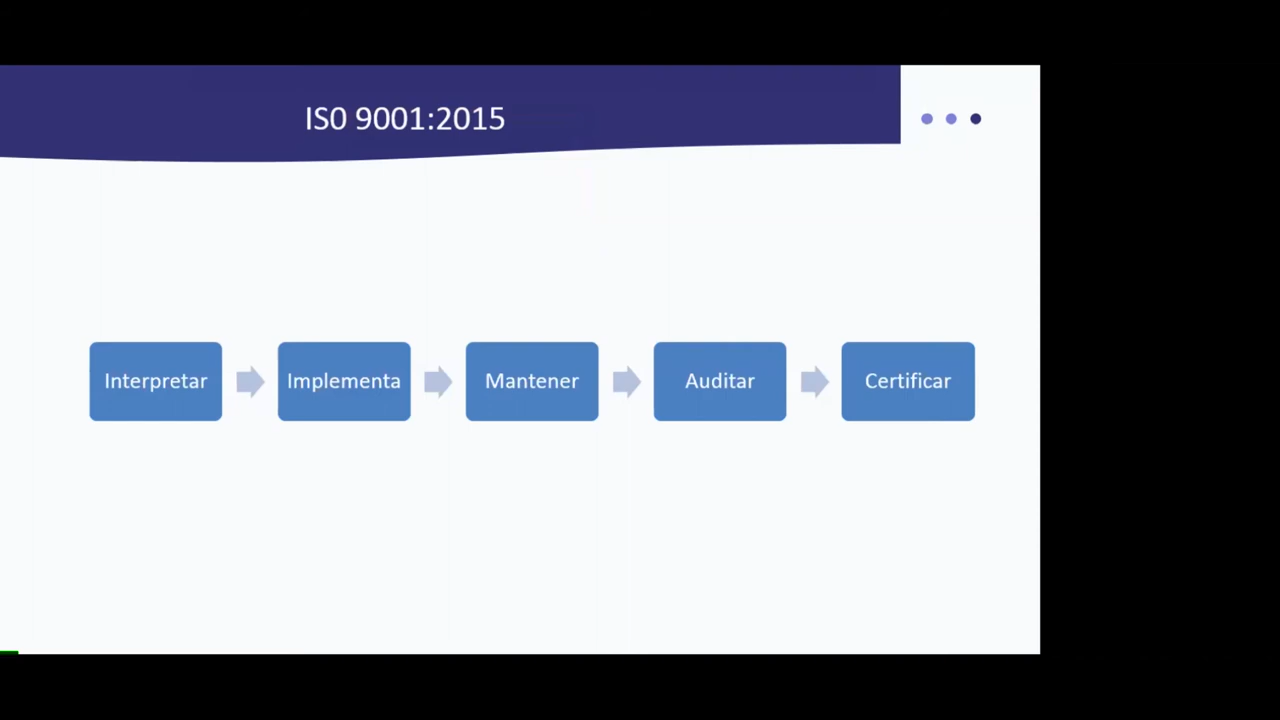 IS0 9001:2015
Interpretar
Implementa
Mantener
Auditar
Certificar